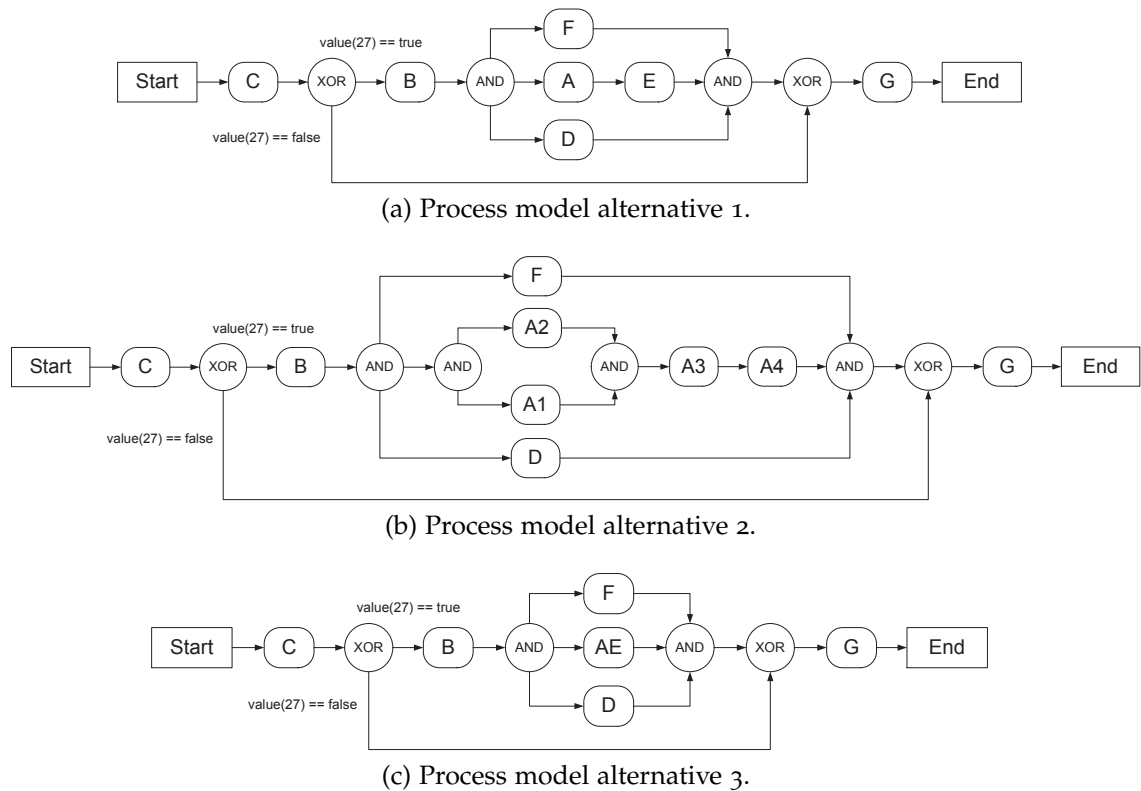 F
value(27) == true
Start C XOR B AND A E AND XOR G End
value(27) == false
D
(a) Process model alternative 1.
F
A2
value(27) == true
Start C XOR B AND AND AND A3 A4 AND XOR G End
A1
value(27) == false
D
(b) Process model alternative 2.
F
value(27) == true
Start C XOR B AND AE AND XOR G End
value(27) == false
D
(c) Process model alternative 3.